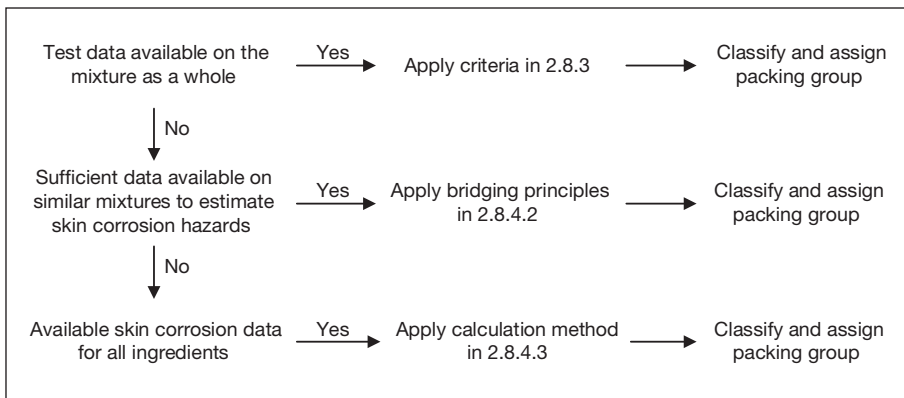 Test data available on the
mixture as a whole
Yes
Apply criteria in 2.8.3
Classify and assign
packing group
No
Sufficient data available on
similar mixtures to estimate
skin corrosion hazards
Yes
Apply bridging principles
in 2.8.4.2
Classify and assign
packing group
No
Available skin corrosion data
for all ingredients
Yes
Apply calculation method
in 2.8.4.3
Classify and assign
packing group